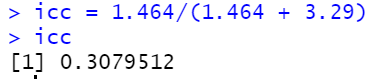 > icc = 1.464/(1.464 + 3.29)
> icc
[1] 0.3079512